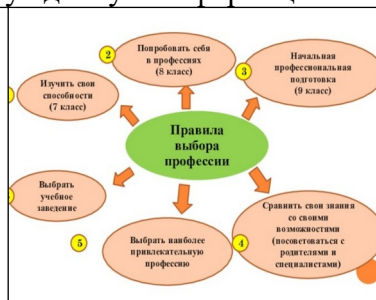 2
Попробовать себя
в профессиях
(8 класс)
3
Начальная
профессиональная
подготовка
(9 класс)
Изучить свои
способности
(7 класс)
Правила
выбора
профессии
Выбрать
учебное
заведение
5
Выбрать наиболее
привлекательную
профессию
4
Сравнить свои знания
со своими
возможностями
(посоветоваться с
родителями и
специалистами)